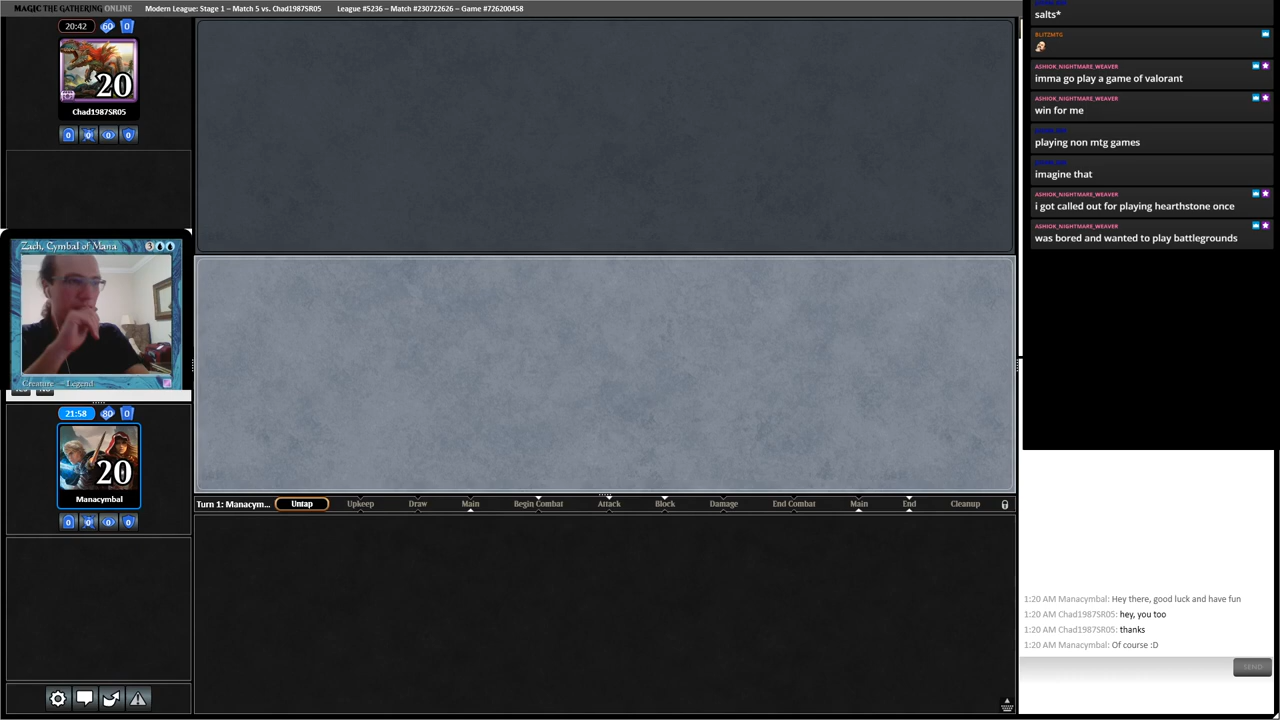 MAGIC THE GATHERING ONLINE
Modern League: Stage 1 – Match 5 vs. Chad1987SR05
League #5236 – Match #230722626 – Game #726200458
20:42
60
0
20
Chad1987SR05
0
0
0
0
Zach, Cymbal of Mana
3
Creature — Legend
21:58
80
0
20
Manacymbal
0
0
0
0
Turn 1: Manacym...
Untap
Upkeep
Draw
Main
Begin Combat
Attack
Block
Damage
End Combat
Main
End
Cleanup
salts*
BLITZMTG
ASHIOK_NIGHTMARE_WEAVER
imma go play a game of valorant
ASHIOK_NIGHTMARE_WEAVER
win for me
playing non mtg games
imagine that
ASHIOK_NIGHTMARE_WEAVER
i got called out for playing hearthstone once
ASHIOK_NIGHTMARE_WEAVER
was bored and wanted to play battlegrounds
1:20 AM Manacymbal: Hey there, good luck and have fun
1:20 AM Chad1987SR05: hey, you too
1:20 AM Chad1987SR05: thanks
1:20 AM Manacymbal: Of course :D
SEND